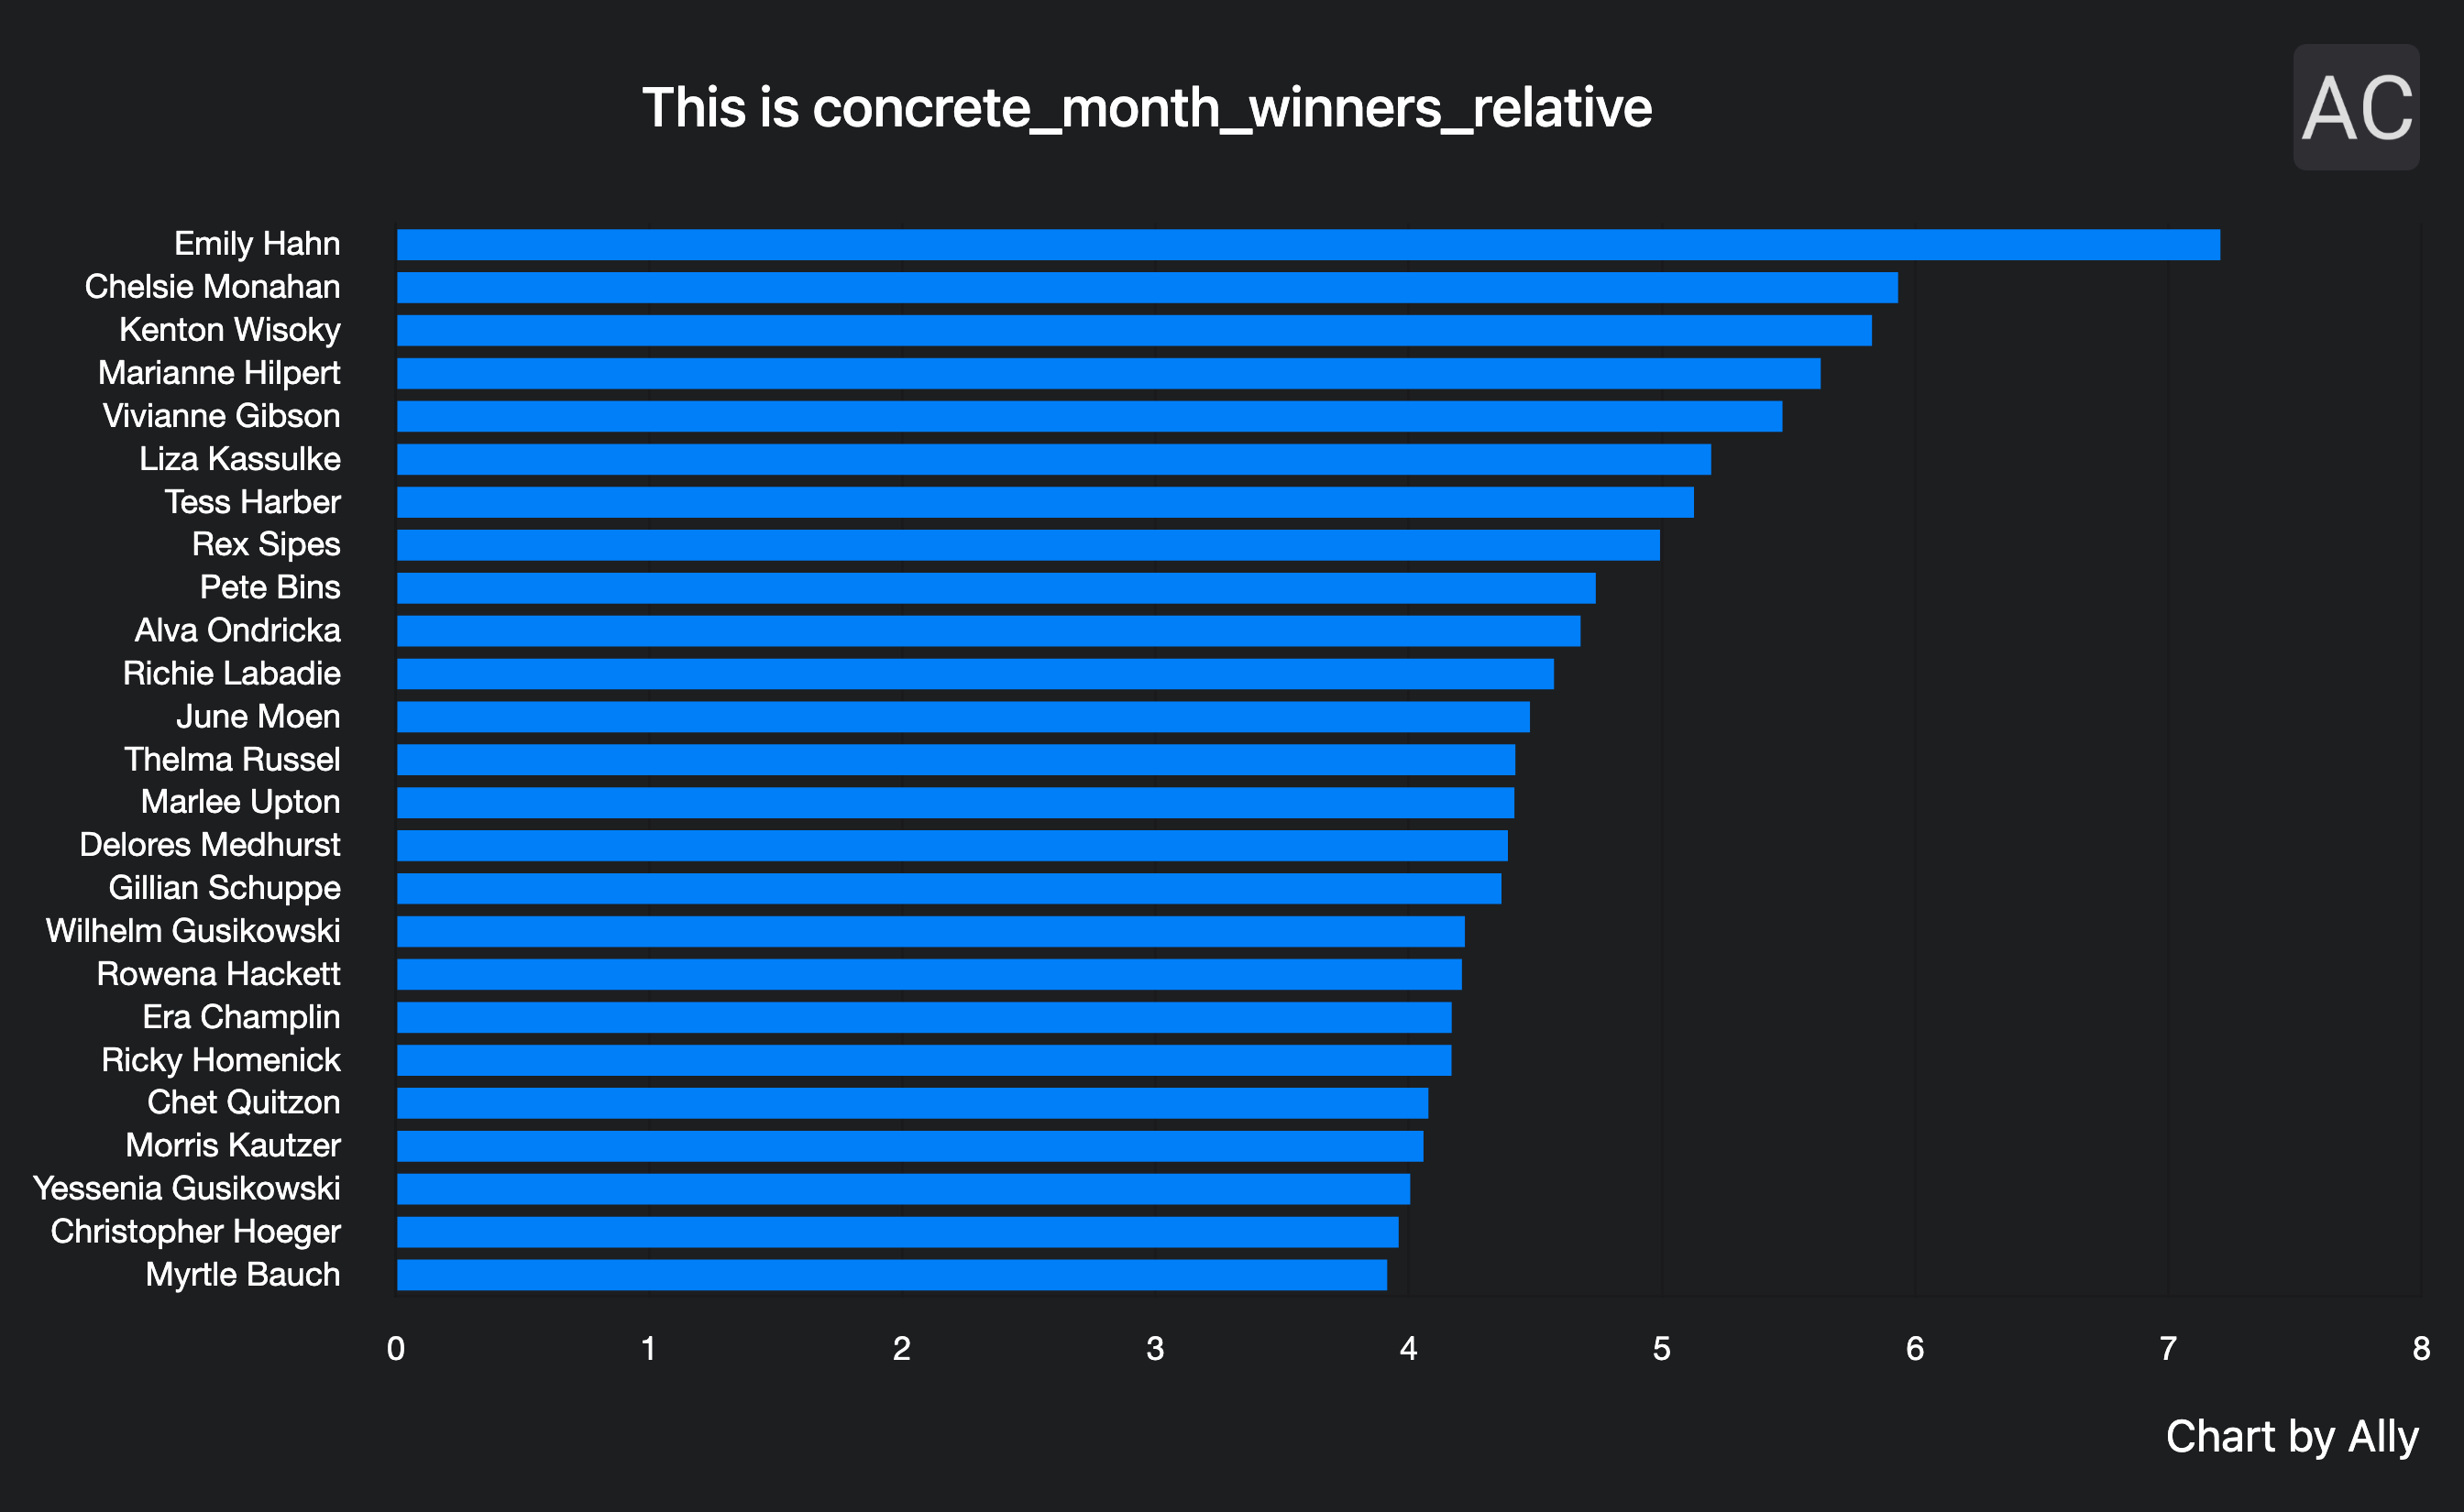 This is concrete_month_winners_relative
AC
Emily Hahn
Chelsie Monahan
Kenton Wisoky
Marianne Hilpert
Vivianne Gibson
Liza Kassulke
Tess Harber
Rex Sipes
Pete Bins
Alva Ondricka
Richie Labadie
June Moen
Thelma Russel
Marlee Upton
Delores Medhurst
Gillian Schuppe
Wilhelm Gusikowski
Rowena Hackett
Era Champlin
Ricky Homenick
Chet Quitzon
Morris Kautzer
Yessenia Gusikowski
Christopher Hoeger
Myrtle Bauch
0 1 2 3 4 5 6 7 8
Chart by Ally